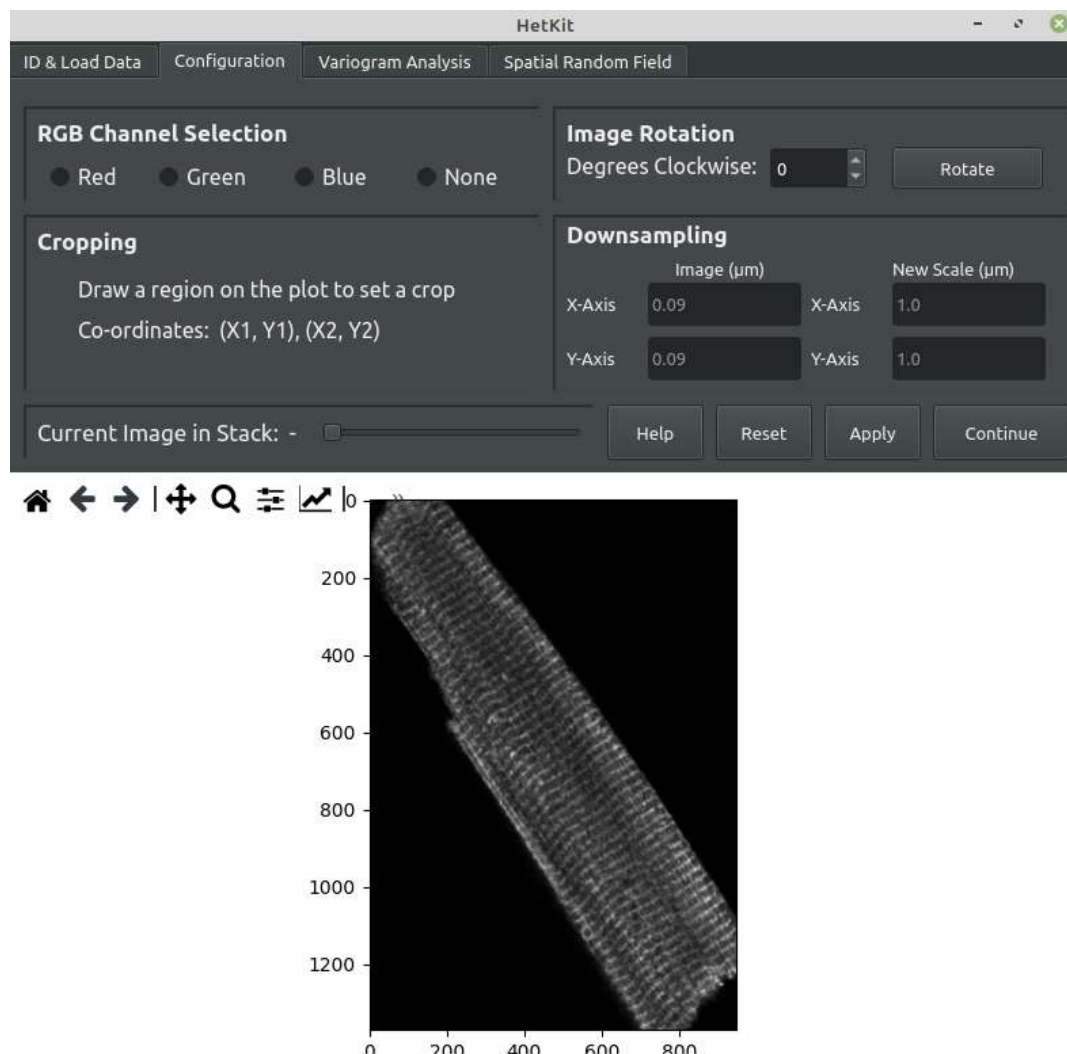 HetKit
ID & Load Data Configuration Variogram Analysis Spatial Random Field
RGB Channel Selection
Red Green Blue None
Image Rotation
Degrees Clockwise: 0 Rotate
Cropping
Draw a region on the plot to set a crop
Co-ordinates: (X1, Y1), (X2, Y2)
Downsampling
Image (µm) New Scale (µm)
X-Axis 0.09 X-Axis 1.0
Y-Axis 0.09 Y-Axis 1.0
Current Image in Stack: - Help Reset Apply Continue
»
0
200
400
600
800
1000
1200
0 200 400 600 800